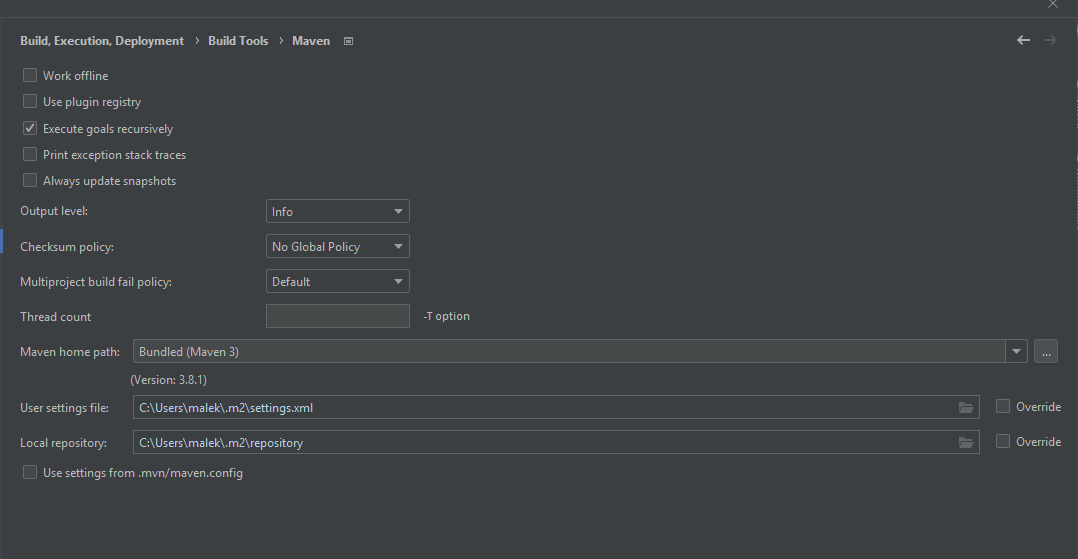 Build, Execution, Deployment › Build Tools › Maven
Work offline
Use plugin registry
Execute goals recursively
Print exception stack traces
Always update snapshots
Output level: Info
Checksum policy: No Global Policy
Multiproject build fail policy: Default
Thread count -T option
Maven home path: Bundled (Maven 3) ...
(Version: 3.8.1)
User settings file: C:\Users\malek\.m2\settings.xml Override
Local repository: C:\Users\malek\.m2\repository Override
Use settings from .mvn/maven.config